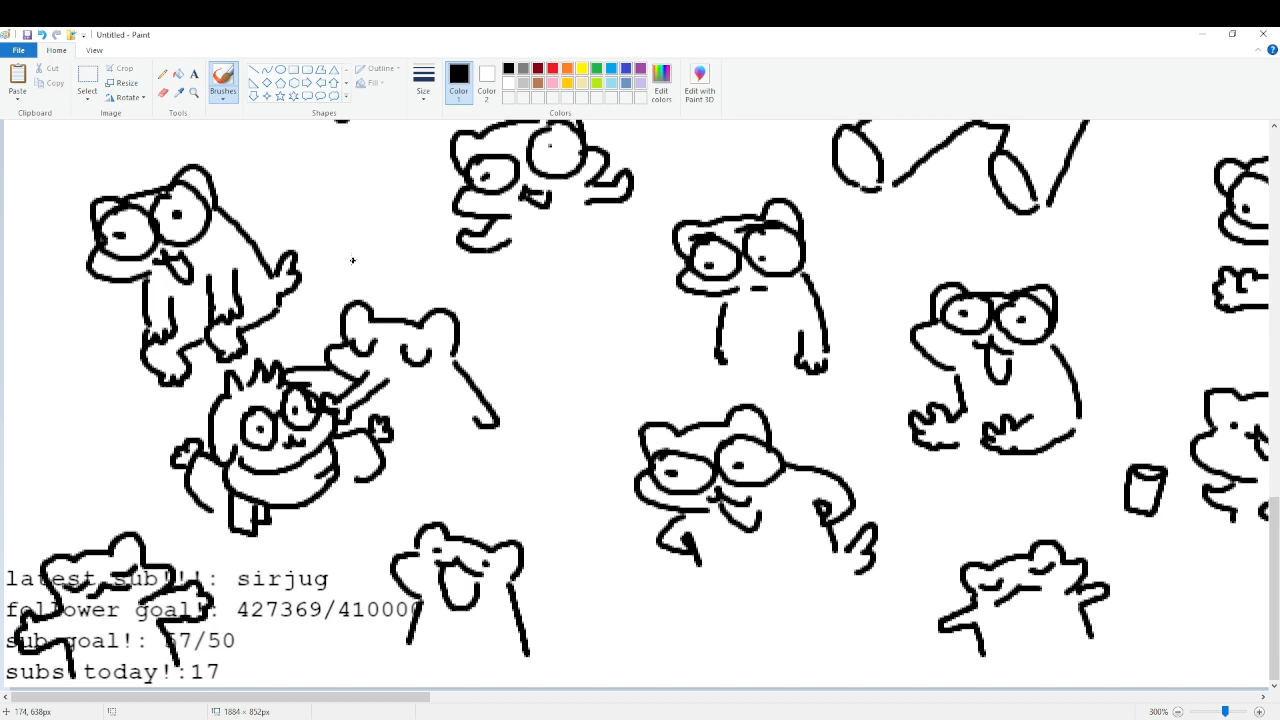 Untitled - Paint
File Home View
Paste
Cut
Copy
Clipboard
Select
Crop
Resize
Rotate
Image
Tools
Brushes
Shapes
Outline
Fill
Size
Color 1
Color 2
Edit colors
Colors
Edit with Paint 3D
latest sub!!!: sirjug
follower goal!: 427369/410000
sub goal!: 57/50
subs today!:17
174, 638px
1884 × 852px
300%